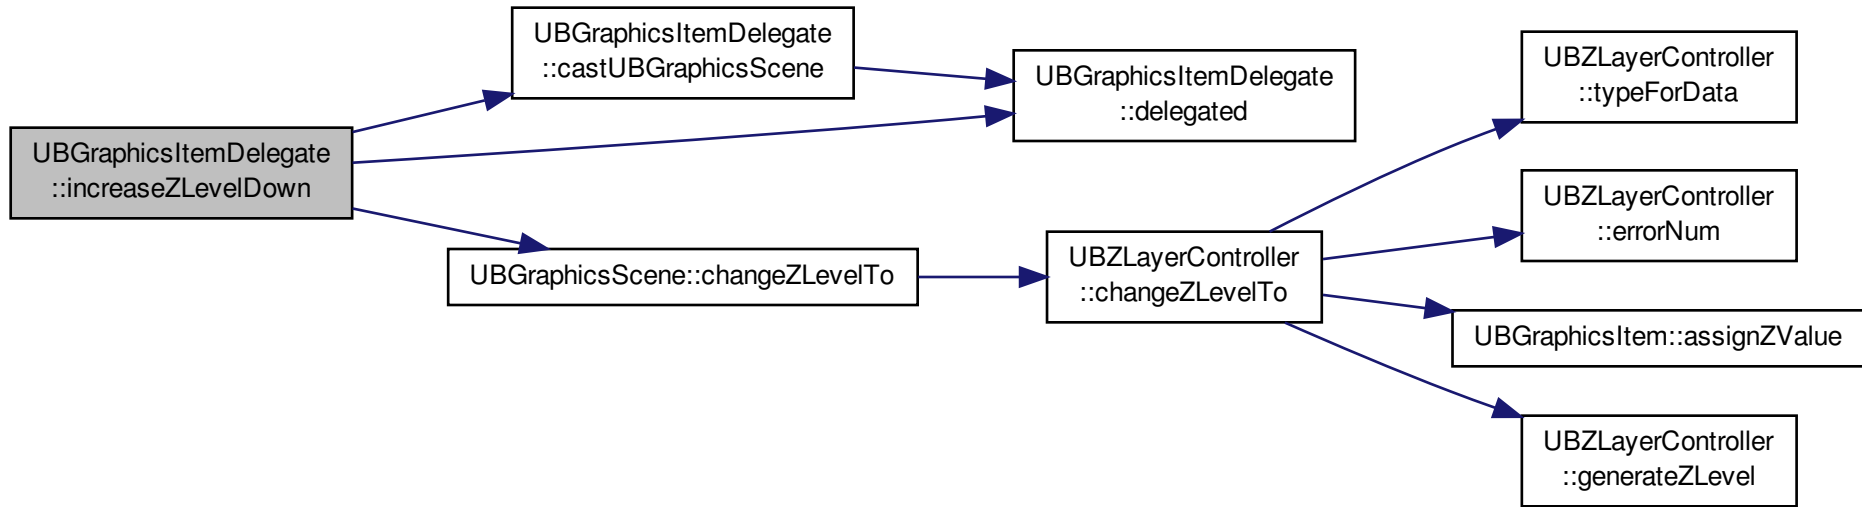 UBGraphicsItemDelegate
::increaseZLevelDown
UBGraphicsItemDelegate
::castUBGraphicsScene
UBGraphicsItemDelegate
::delegated
UBGraphicsScene::changeZLevelTo
UBZLayerController
::changeZLevelTo
UBZLayerController
::typeForData
UBZLayerController
::errorNum
UBGraphicsItem::assignZValue
UBZLayerController
::generateZLevel